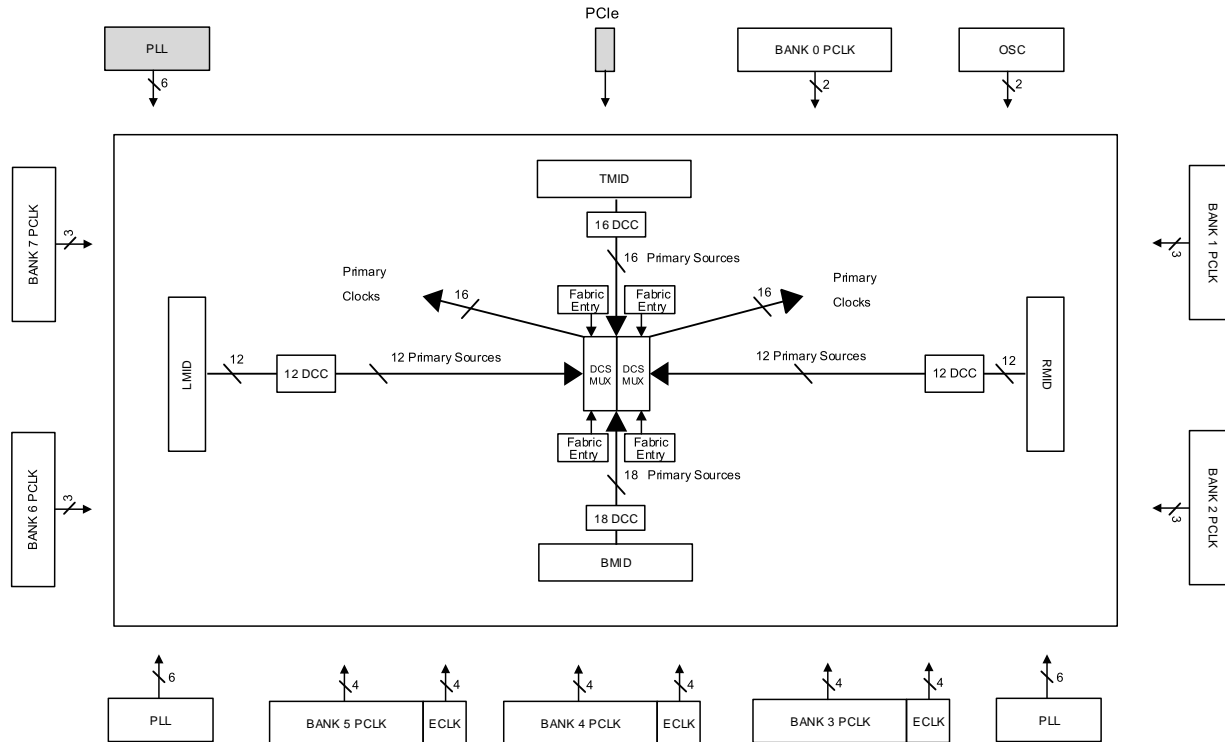 PCIe
PLL
BANK 0 PCLK
OSC
6
2
2
TMID
BANK 7 PCLK
3
BANK 1 PCLK
3
16 DCC
16 Primary Sources
Primary
Clocks
16
Fabric
Entry
Fabric
Entry
16
Primary
Clocks
LMID
12
12 DCC
12 Primary Sources
DCS
MUX
DCS
MUX
12 Primary Sources
12 DCC
12
RMID
Fabric
Entry
Fabric
Entry
18 Primary Sources
BANK 6 PCLK
3
BANK 2 PCLK
3
18 DCC
BMID
6
4
4
4
4
4
4
6
PLL
BANK 5 PCLK
ECLK
BANK 4 PCLK
ECLK
BANK 3 PCLK
ECLK
PLL